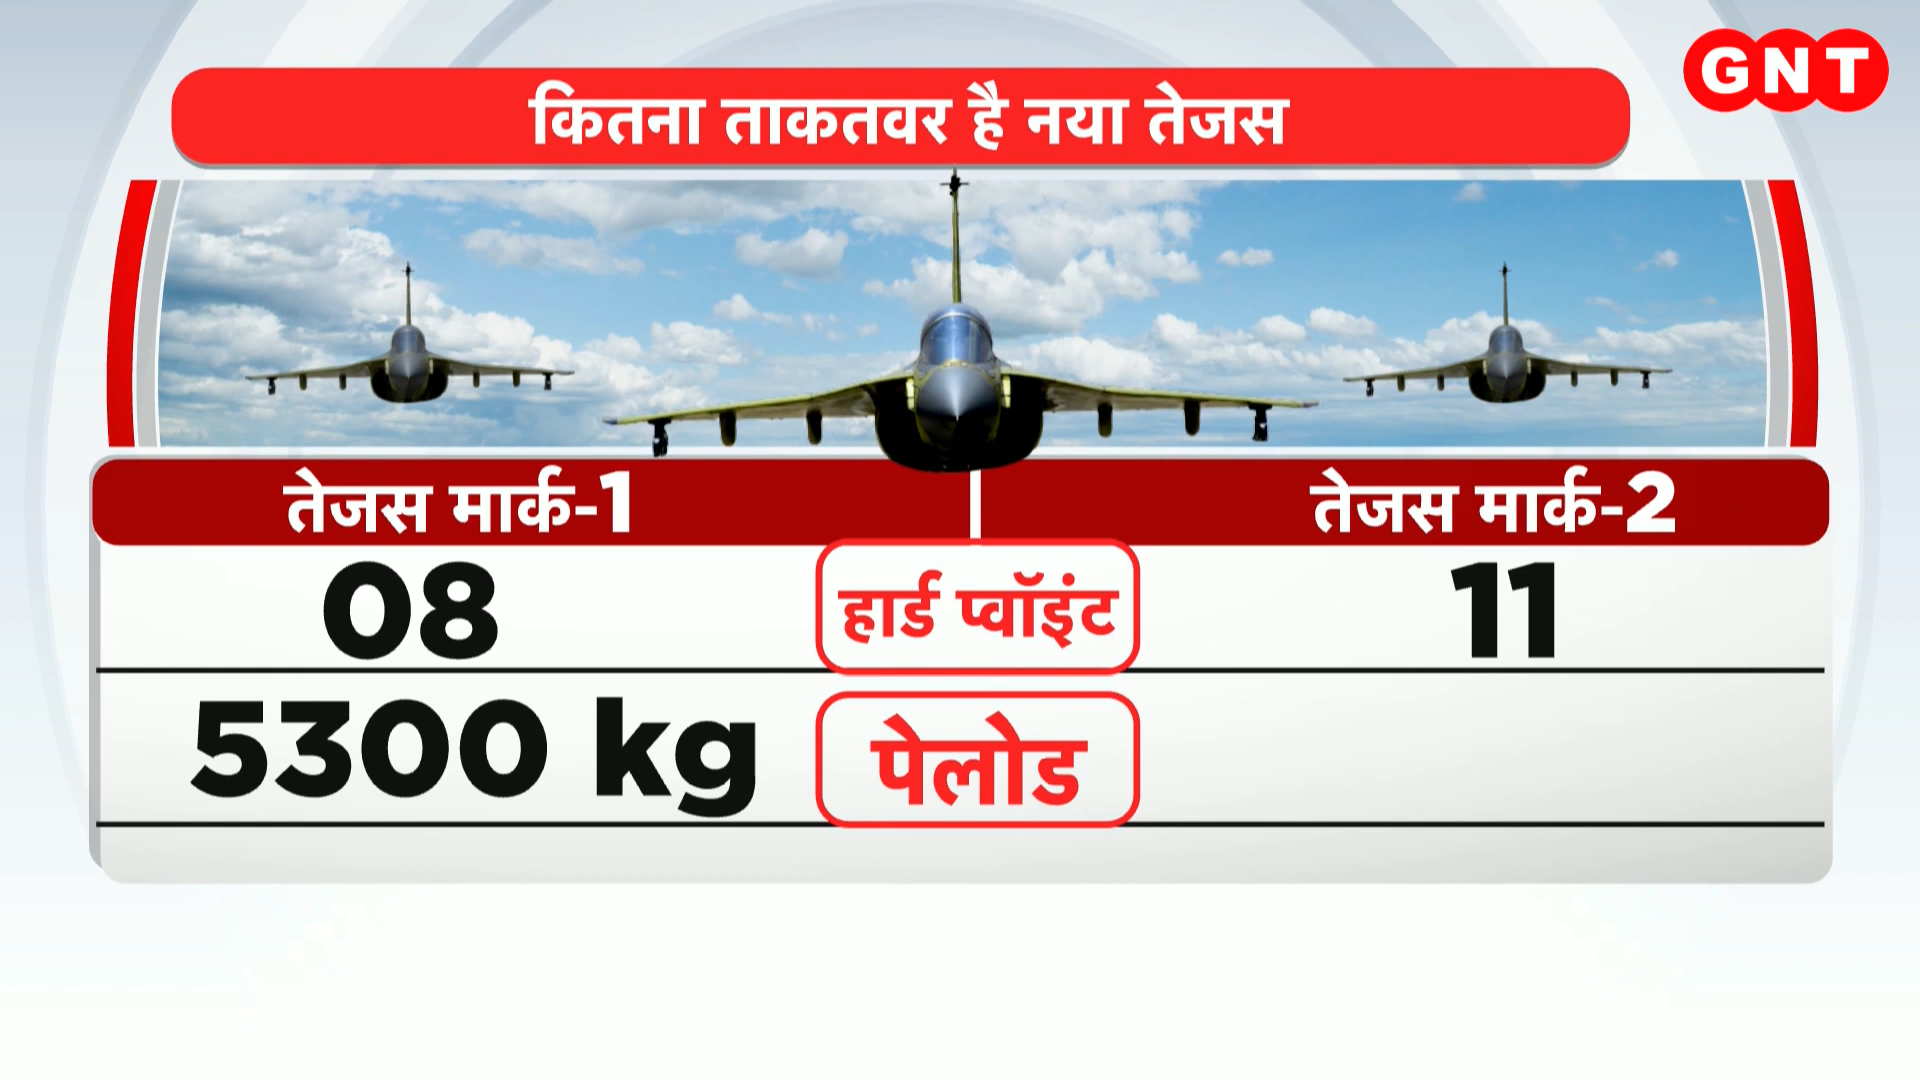 GNT
कितना ताकतवर है नया तेजस
तेजस मार्क-1
तेजस मार्क-2
08
हार्ड प्वॉइंट
11
5300 kg
पेलोड